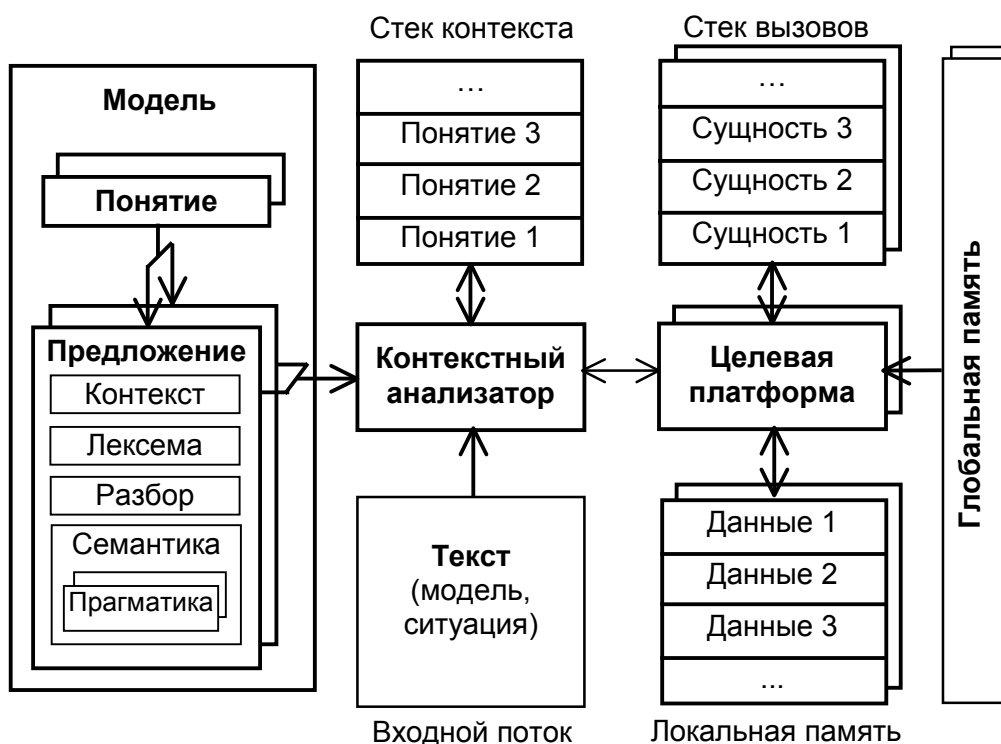 Стек контекста
Стек вызовов
Модель
Понятие
Предложение
Контекст
Лексема
Разбор
Семантика
Прагматика
…
Понятие 3
Понятие 2
Понятие 1
Контекстный
анализатор
Текст
(модель,
ситуация)
Входной поток
…
Сущность 3
Сущность 2
Сущность 1
Целевая
платформа
Данные 1
Данные 2
Данные 3
...
Локальная память
Глобальная память